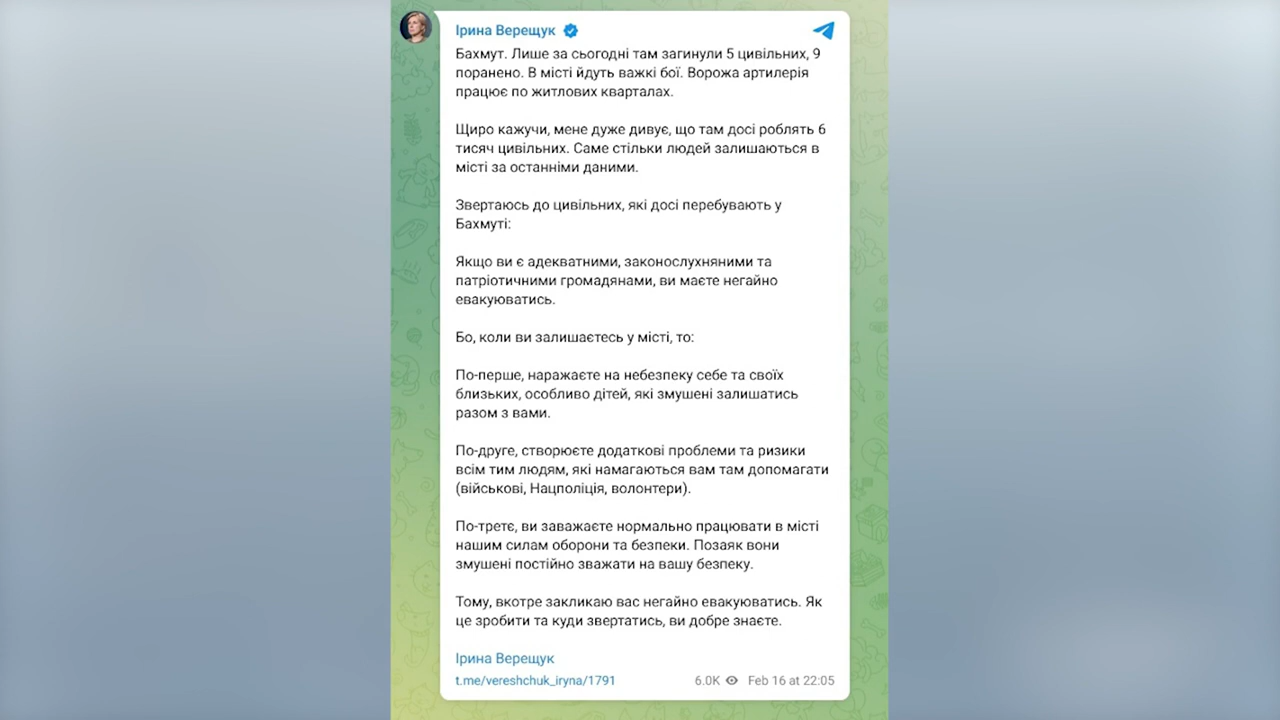 Ірина Верещук
Бахмут. Лише за сьогодні там загинули 5 цивільних, 9
поранено. В місті йдуть важкі бої. Ворожа артилерія
працює по житлових кварталах.
Щиро кажучи, мене дуже дивує, що там досі роблять 6
тисяч цивільних. Саме стільки людей залишаються в
місті за останніми даними.
Звертаюсь до цивільних, які досі перебувають у
Бахмуті:
Якщо ви є адекватними, законослухняними та
патріотичними громадянами, ви маєте негайно
евакуюватись.
Бо, коли ви залишаєтесь у місті, то:
По-перше, наражаєте на небезпеку себе та своїх
близьких, особливо дітей, які змушені залишатись
разом з вами.
По-друге, створюєте додаткові проблеми та ризики
всім тим людям, які намагаються вам там допомагати
(військові, Нацполіція, волонтери).
По-третє, ви заважаєте нормально працювати в місті
нашим силам оборони та безпеки. Позаяк вони
змушені постійно зважати на вашу безпеку.
Тому, вкотре закликаю вас негайно евакуюватись. Як
це зробити та куди звертатись, ви добре знаєте.
Ірина Верещук
t.me/vereshchuk_iryna/1791 6.0K Feb 16 at 22:05